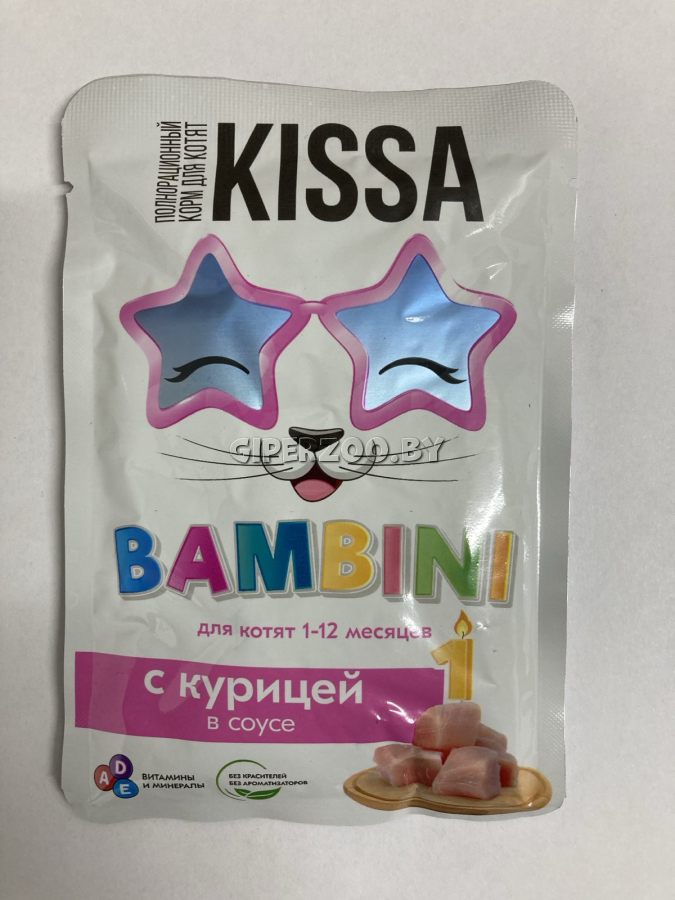 ПОЛНОРАЦИОННЫЙ
КОРМ ДЛЯ КОТЯТ
KISSA
GIPERZOO.BY
BAMBINI
для котят 1-12 месяцев
1
с курицей
в соусе
A D E
ВИТАМИНЫ
И МИНЕРАЛЫ
БЕЗ КРАСИТЕЛЕЙ
БЕЗ АРОМАТИЗАТОРОВ